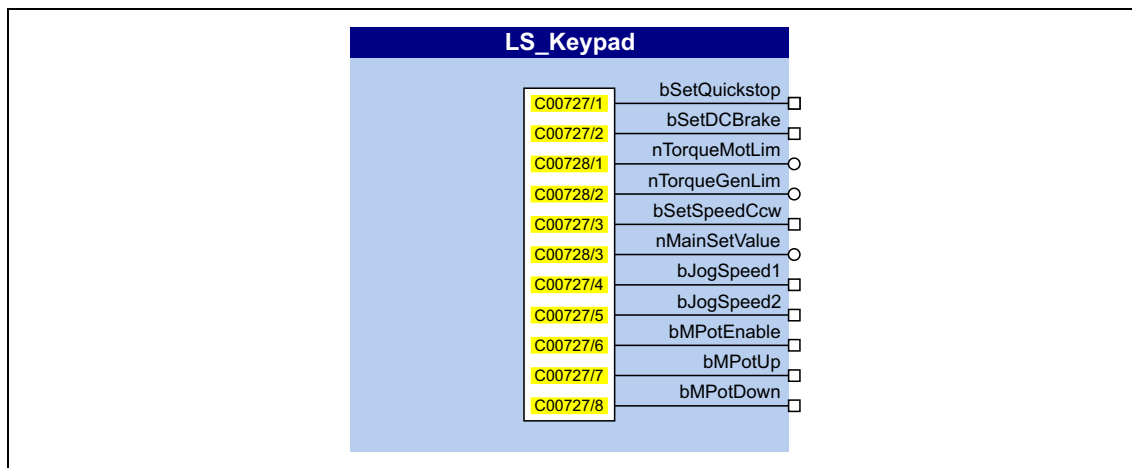 LS_Keypad
C00727/1 bSetQuickstop
C00727/2 bSetDCBrake
C00728/1 nTorqueMotLim
C00728/2 nTorqueGenLim
C00727/3 bSetSpeedCcw
C00728/3 nMainSetValue
C00727/4 bJogSpeed1
C00727/5 bJogSpeed2
C00727/6 bMPotEnable
C00727/7 bMPotUp
C00727/8 bMPotDown